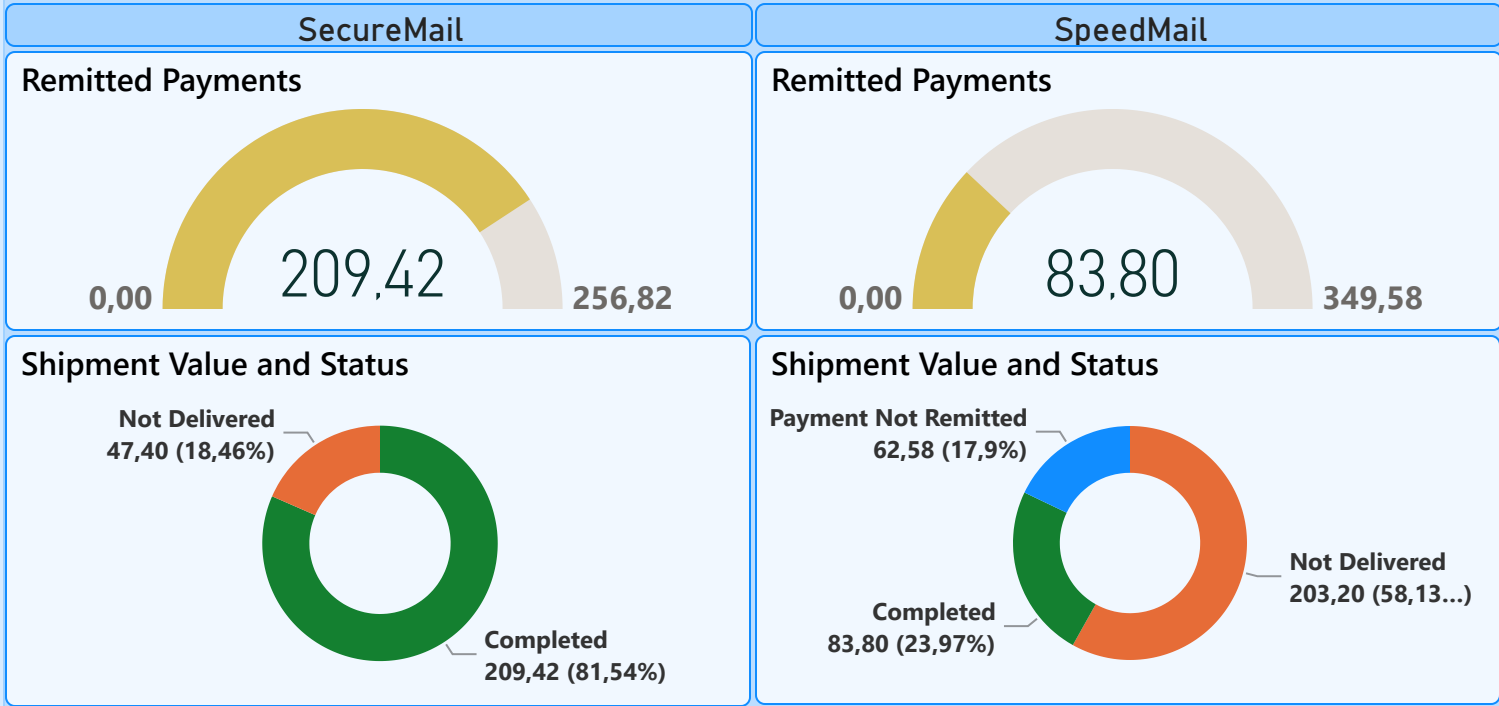 SecureMail
Remitted Payments
209,42
0,00
256,82
Shipment Value and Status
Not Delivered
47,40 (18,46%)
Completed
209,42 (81,54%)
SpeedMail
Remitted Payments
83,80
0,00
349,58
Shipment Value and Status
Payment Not Remitted
62,58 (17,9%)
Not Delivered
203,20 (58,13...)
Completed
83,80 (23,97%)